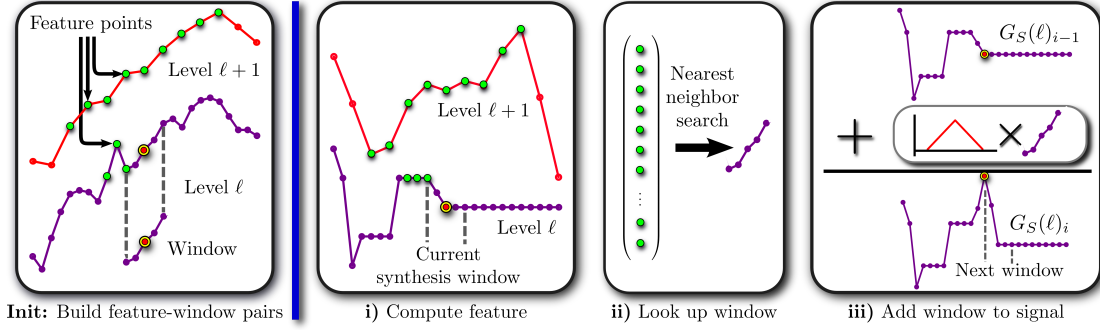 Feature points
Level ℓ + 1
Level ℓ
Window
Init: Build feature-window pairs
Level ℓ + 1
Level ℓ
Current
synthesis window
i) Compute feature
Nearest
neighbor
search
⋮
ii) Look up window
G_S(ℓ)_{i−1}
+
×
G_S(ℓ)_i
Next window
iii) Add window to signal